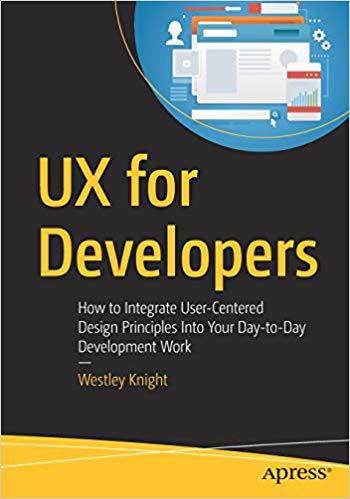 UX for
Developers
How to Integrate User-Centered
Design Principles Into Your Day-to-Day
Development Work
—
Westley Knight
Apress®